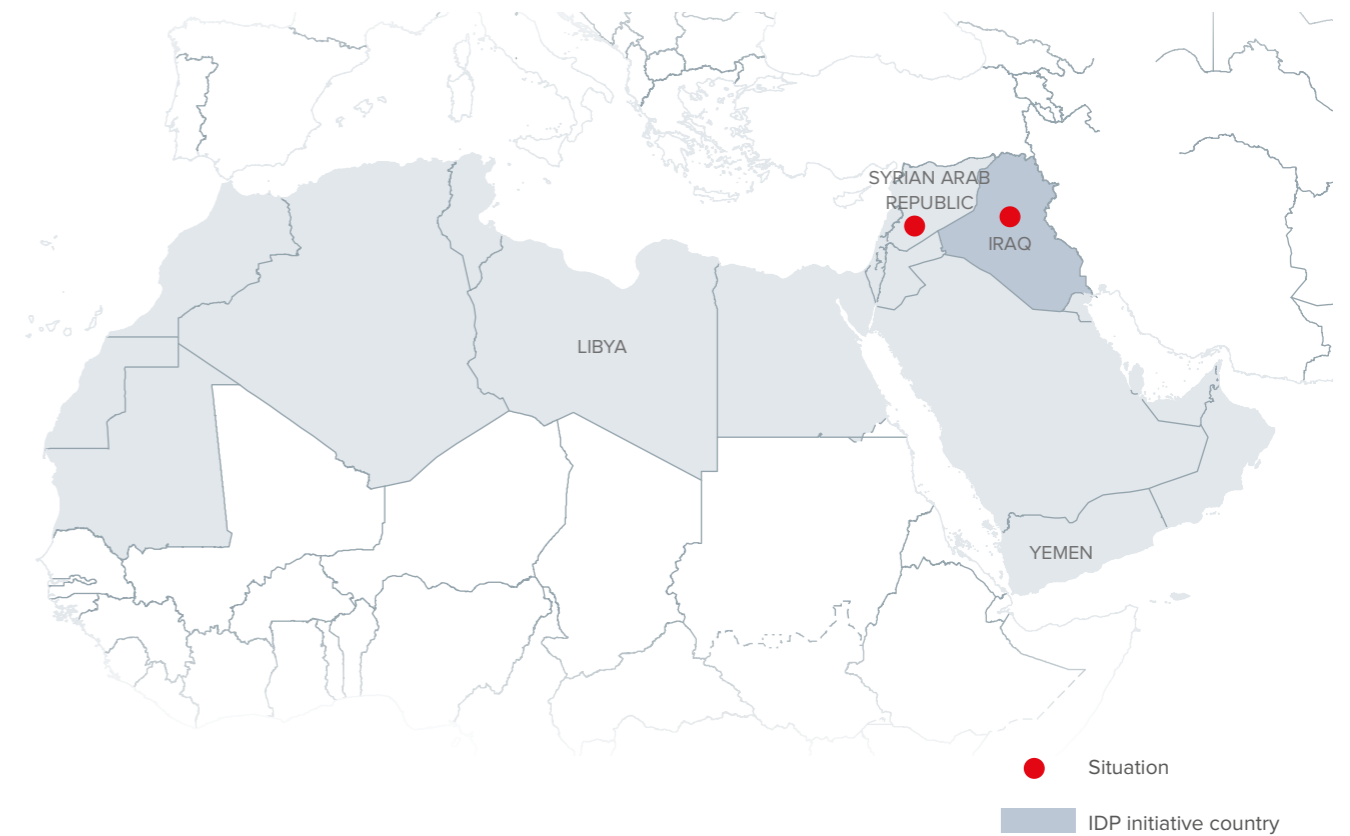 SYRIAN ARAB
REPUBLIC
IRAQ
LIBYA
YEMEN
Situation
IDP initiative country